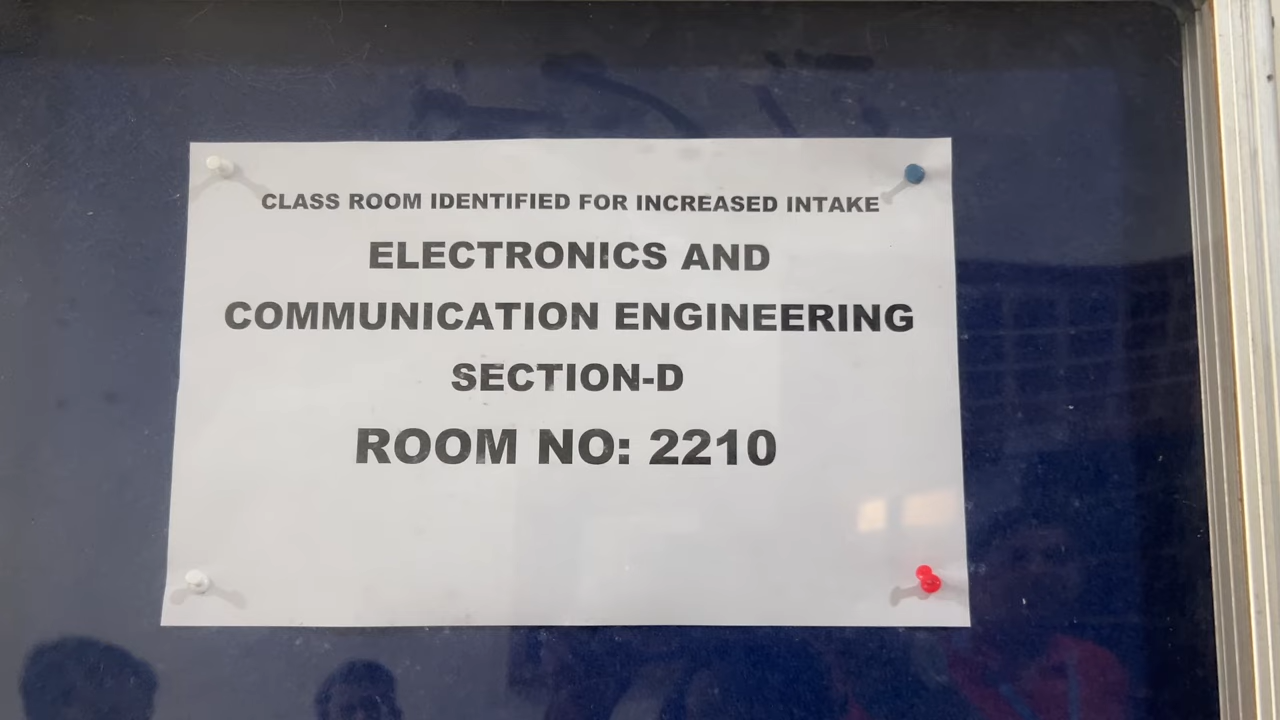 CLASS ROOM IDENTIFIED FOR INCREASED INTAKE
ELECTRONICS AND
COMMUNICATION ENGINEERING
SECTION-D
ROOM NO: 2210